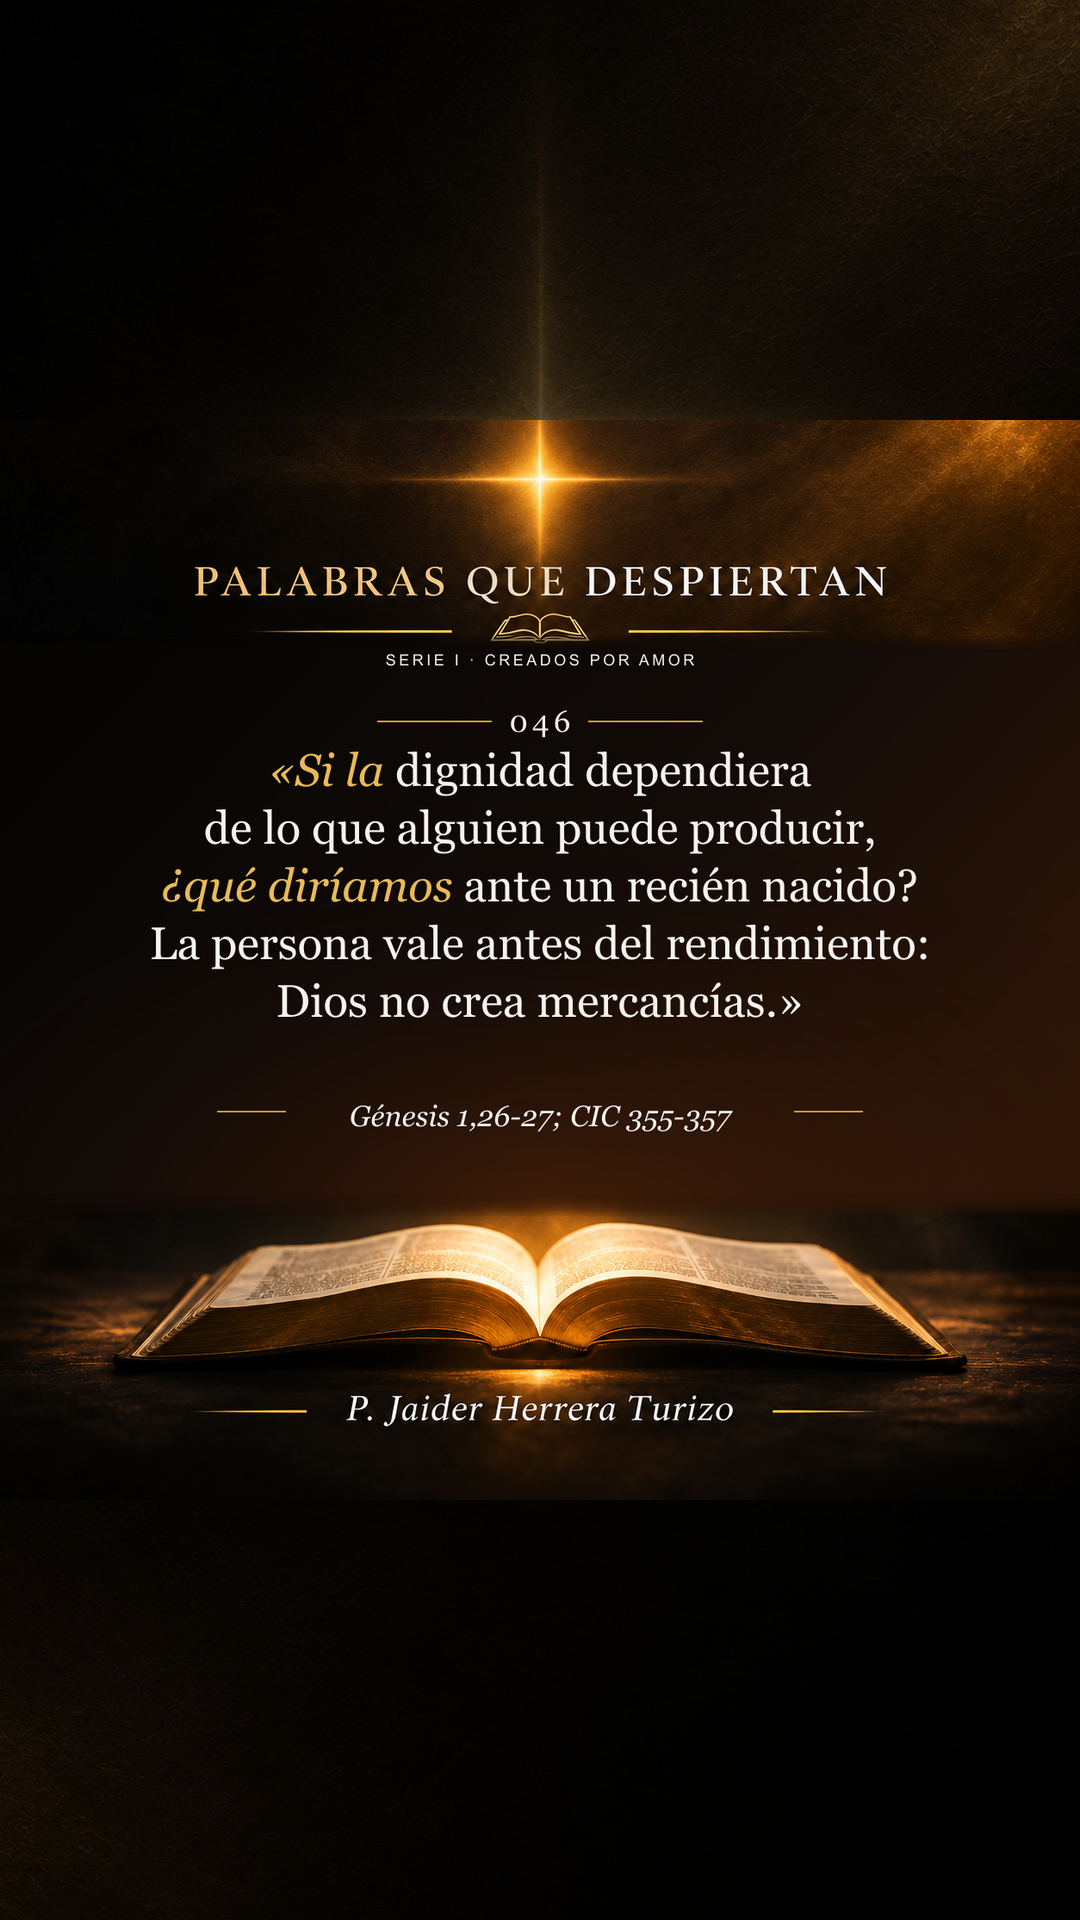 PALABRAS QUE DESPIERTAN
SERIE I · CREADOS POR AMOR
046
«Si la dignidad dependiera
de lo que alguien puede producir,
¿qué diríamos ante un recién nacido?
La persona vale antes del rendimiento:
Dios no crea mercancías.»
Génesis 1,26-27; CIC 355-357
P. Jaider Herrera Turizo